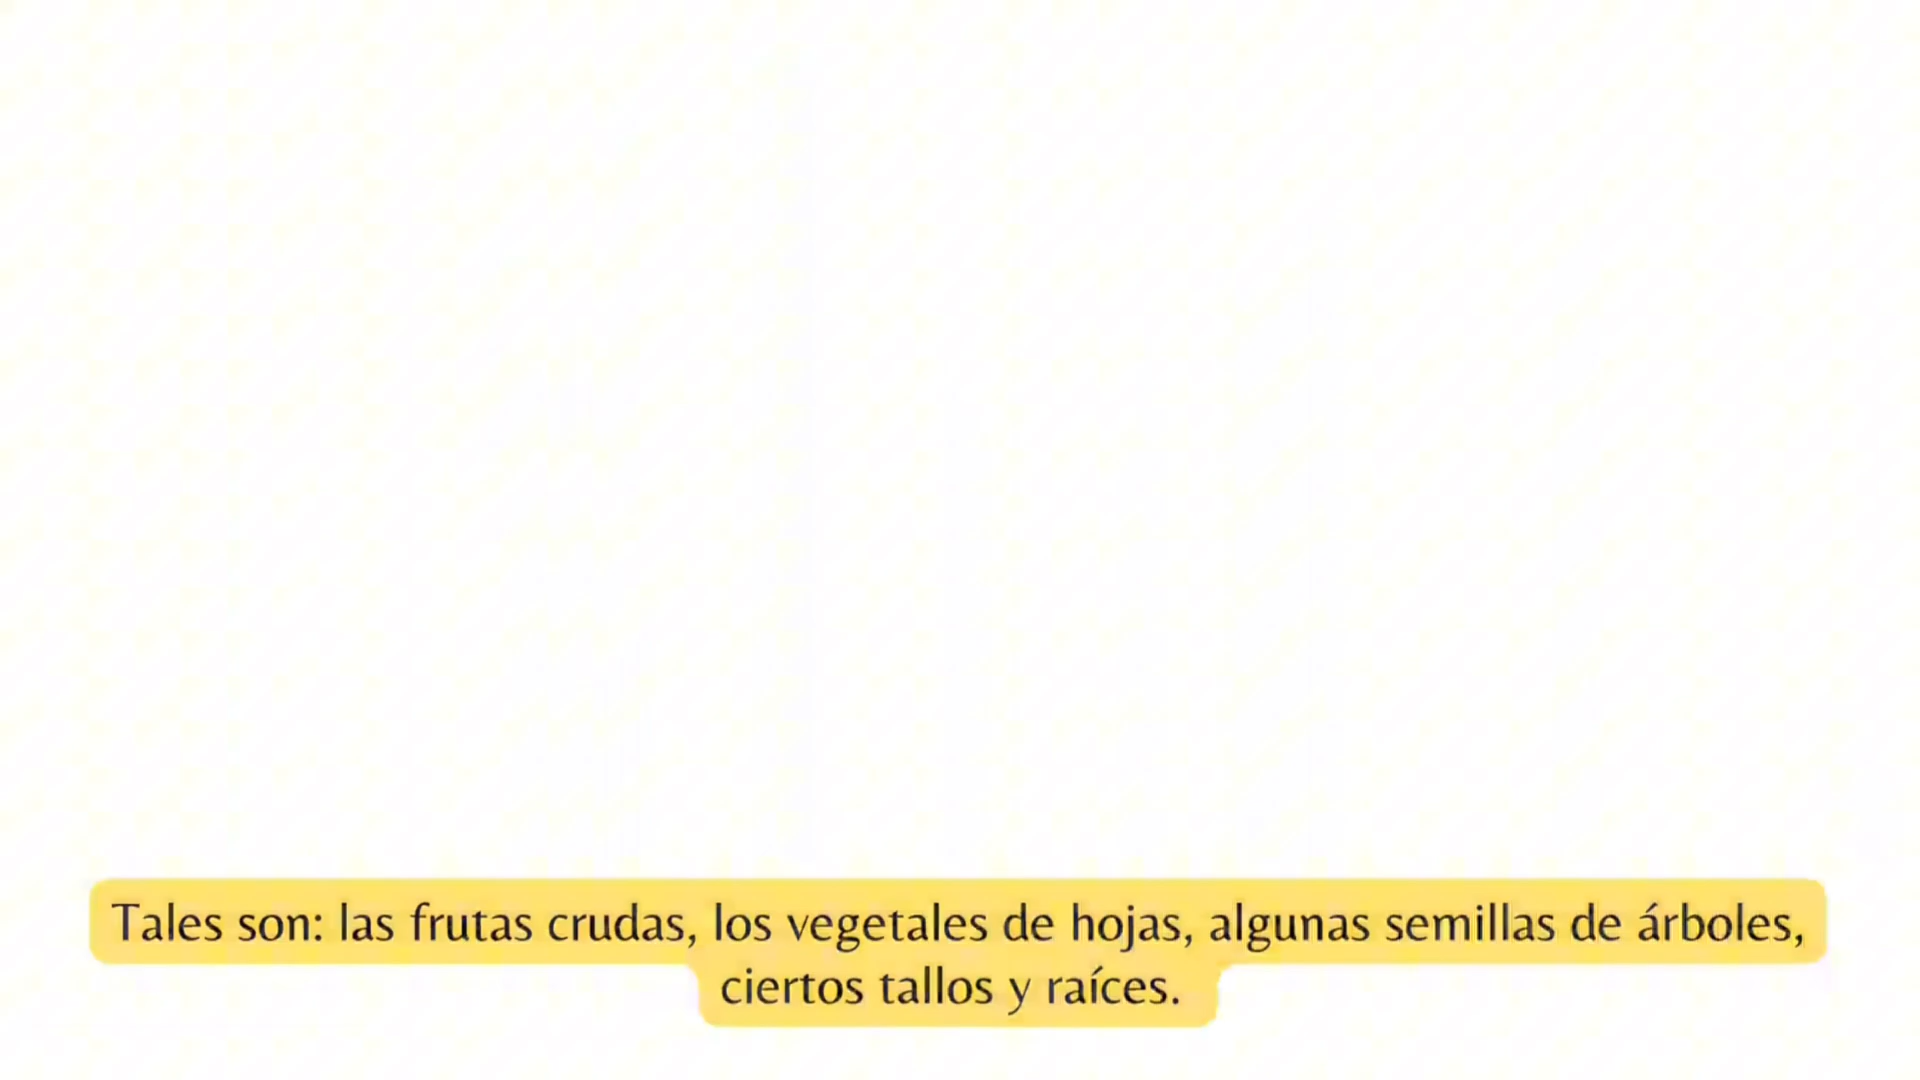 Tales son: las frutas crudas, los vegetales de hojas, algunas semillas de árboles,
ciertos tallos y raíces.